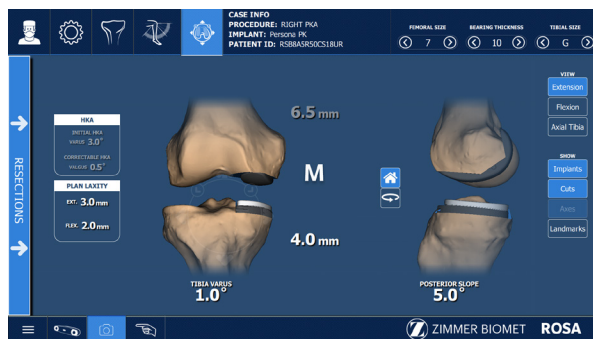 CASE INFO
PROCEDURE: RIGHT PKA
IMPLANT: Persona PK
PATIENT ID: RSB8A5R50CS18UR
FEMORAL SIZE
7
BEARING THICKNESS
10
TIBIAL SIZE
G
RESECTIONS
HKA
INITIAL HKA
VARUS 3.0°
CORRECTABLE HKA
VALGUS 0.5°
PLAN LAXITY
EXT. 3.0 mm
FLEX. 2.0 mm
6.5 mm
M
4.0 mm
TIBIA VARUS
1.0°
POSTERIOR SLOPE
5.0°
VIEW
Extension
Flexion
Axial Tibia
SHOW
Implants
Cuts
Axes
Landmarks
ZIMMER BIOMET
ROSA